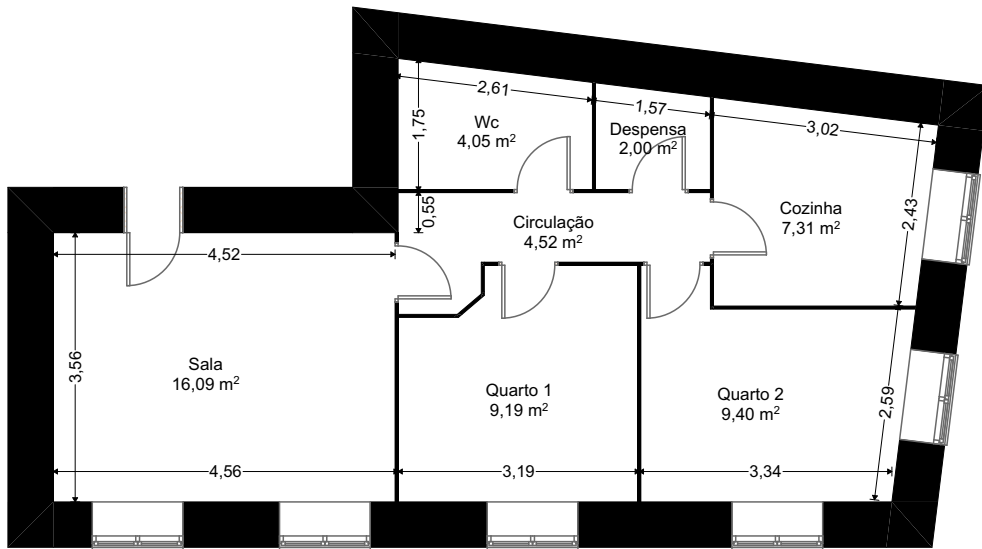 2,61
1,57
3,02
1,75
Wc
4,05 m²
Despensa
2,00 m²
0,55
Circulação
4,52 m²
Cozinha
7,31 m²
2,43
4,52
3,56
Sala
16,09 m²
Quarto 1
9,19 m²
Quarto 2
9,40 m²
2,59
4,56
3,19
3,34